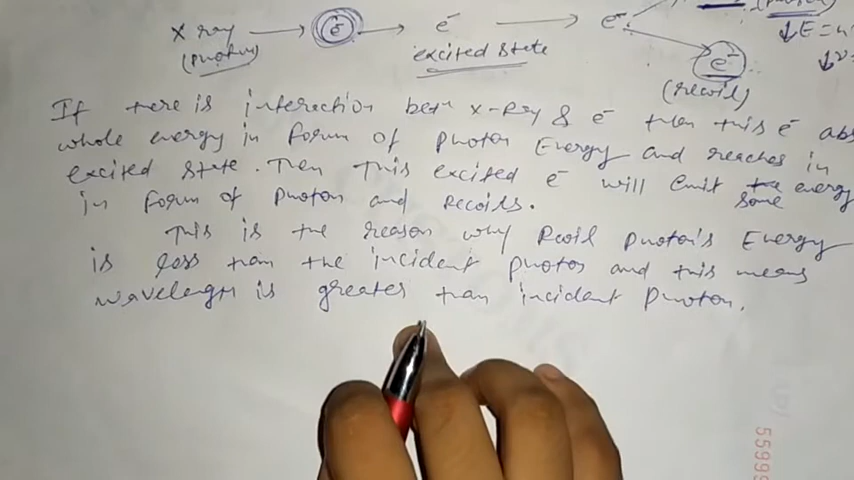 X ray → e⁻ → e⁻ → e⁻
(photon) excited state
e⁻
↓E =
(recoil) ↓ν =
If there is interaction betⁿ x-Ray & e⁻ then this e⁻ abs
whole energy in form of photon Energy and reaches in
excited state. Then this excited e⁻ will emit energy
some
in form of photon and recoils.
This is the reason why Recoil photon's Energy
is less than the incident photon and this means
wavelength is greater than incident photon.
55999